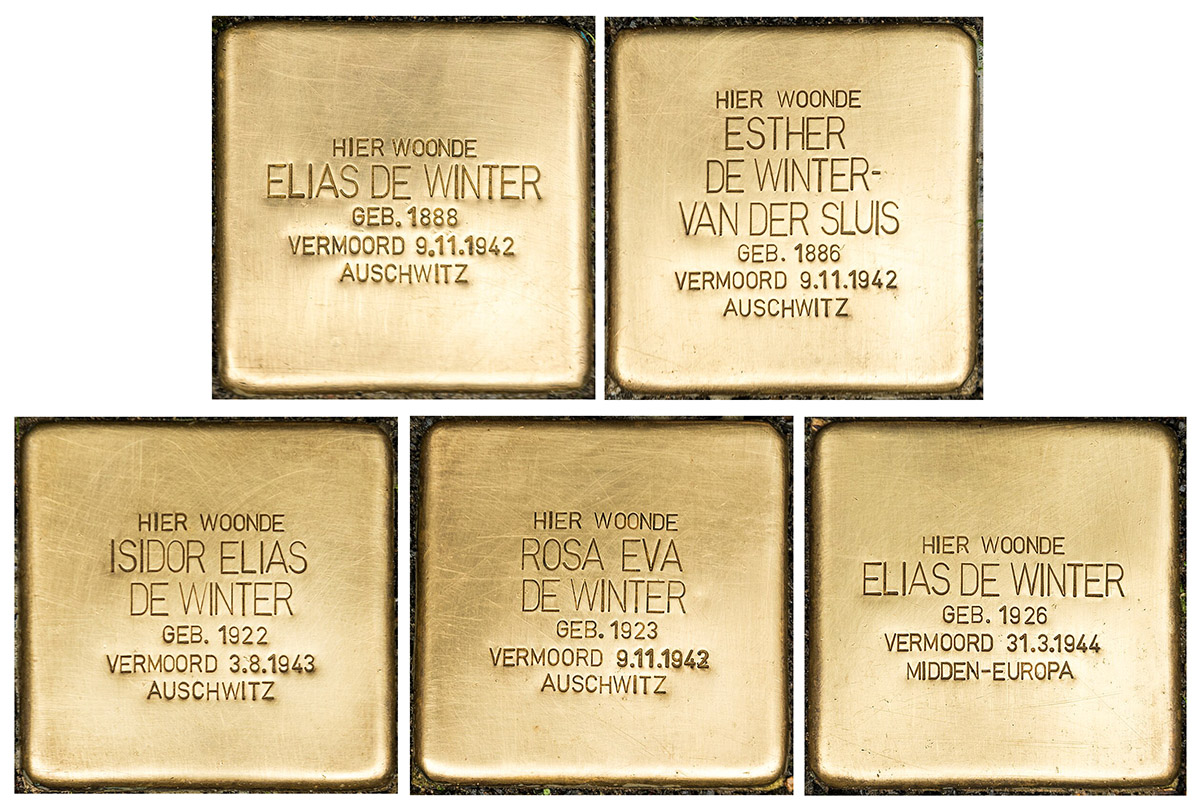 HIER WOONDE
ELIAS DE WINTER
GEB. 1888
VERMOORD 9.11.1942
AUSCHWITZ
HIER WOONDE
ESTHER
DE WINTER-
VAN DER SLUIS
GEB. 1886
VERMOORD 9.11.1942
AUSCHWITZ
HIER WOONDE
ISIDOR ELIAS
DE WINTER
GEB. 1922
VERMOORD 3.8.1943
AUSCHWITZ
HIER WOONDE
ROSA EVA
DE WINTER
GEB. 1923
VERMOORD 9.11.1942
AUSCHWITZ
HIER WOONDE
ELIAS DE WINTER
GEB. 1926
VERMOORD 31.3.1944
MIDDEN-EUROPA